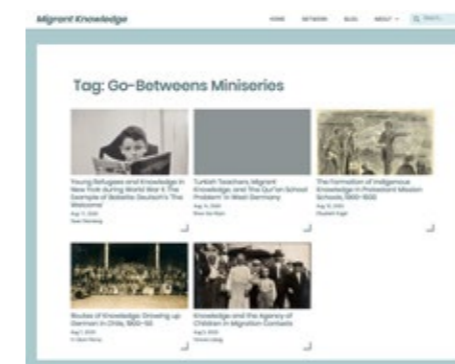 Migrant Knowledge
HOME NETWORK BLOG ABOUT
Tag: Go-Betweens Miniseries
Young Refugees and Knowledge in
New York during World War II: The
Example of Babette Deutsch's 'The
Welcome'
Turkish Teachers, Migrant
Knowledge, and 'The Qur'an School
Problem' in West Germany
The Formation of Indigenous
Knowledge in Protestant Mission
Schools,
Routes of Knowledge: Growing up
German in Chile, 1900–50
Knowledge and the Agency of
Children in Migration Contexts